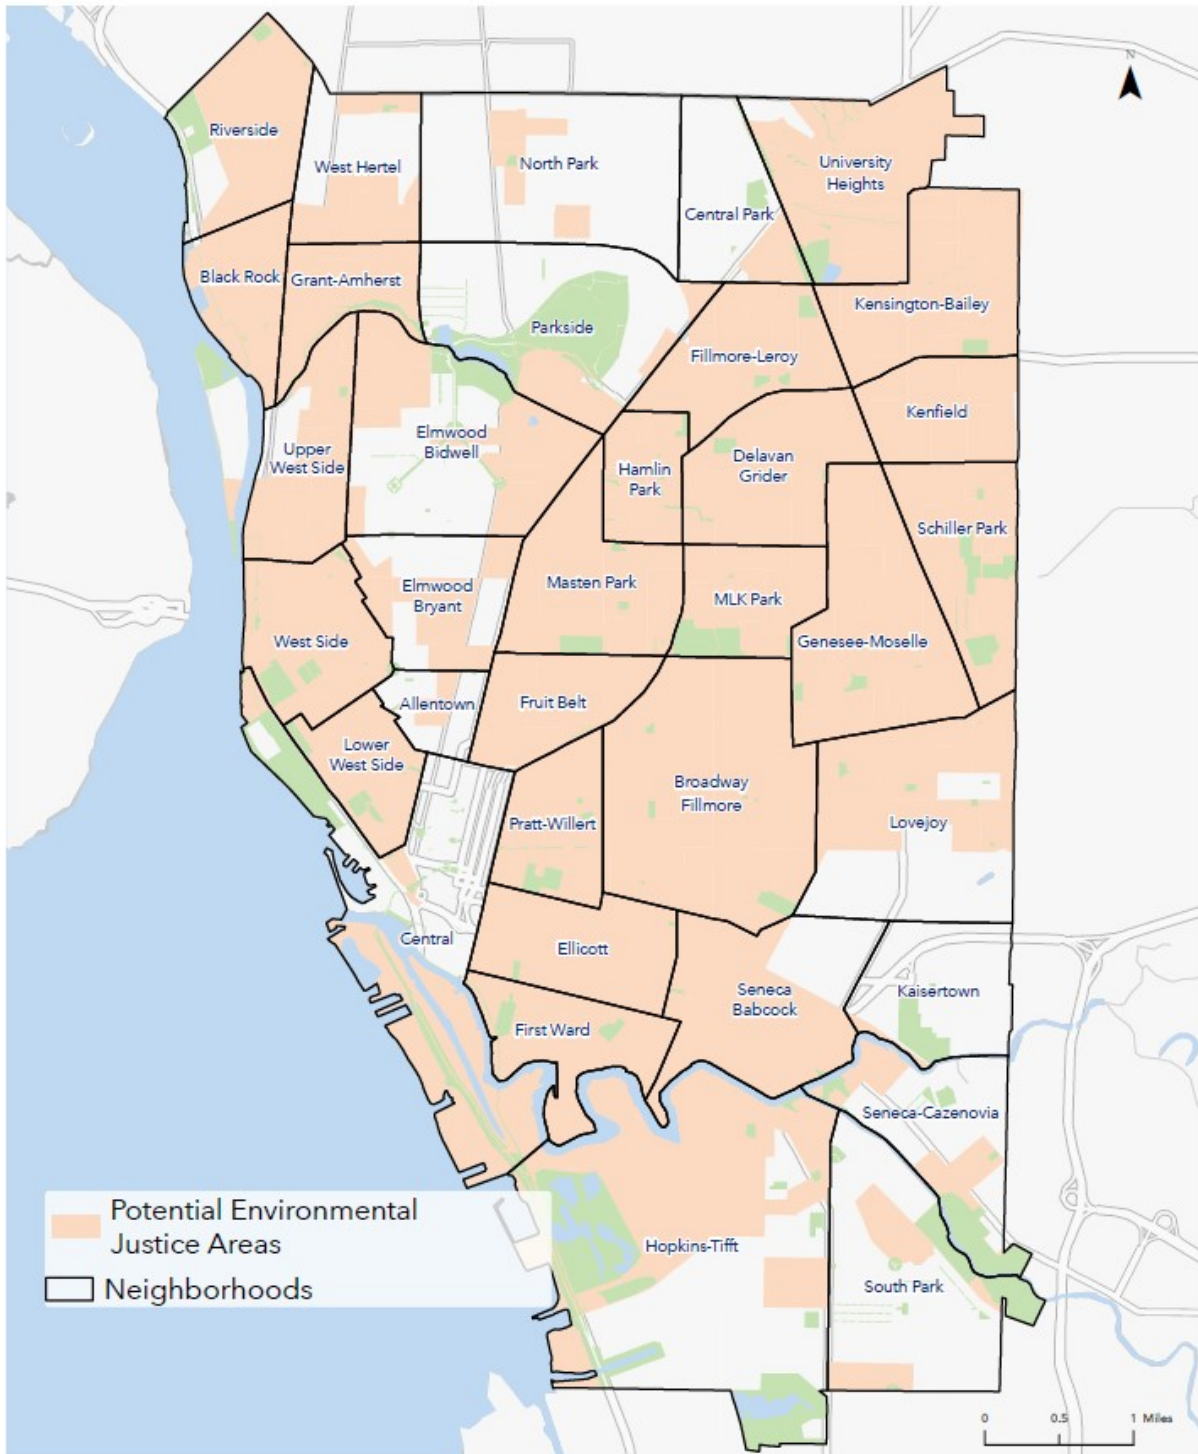 N
Riverside
West Hertel
North Park
University
Heights
Central Park
Black Rock
Grant-Amherst
Kensington-Bailey
Parkside
Fillmore-Leroy
Kenfield
Elmwood
Bidwell
Upper
West Side
Hamlin
Park
Delavan
Grider
Schiller Park
Elmwood
Bryant
Masten Park
MLK Park
West Side
Genesee-Moselle
Allentown
Fruit Belt
Lower
West Side
Broadway
Fillmore
Pratt-Willert
Lovejoy
Central
Ellicott
Seneca
Babcock
Kaisertown
First Ward
Seneca-Cazenovia
Hopkins-Tifft
South Park
Potential Environmental
Justice Areas
Neighborhoods
0 0.5 1 Miles